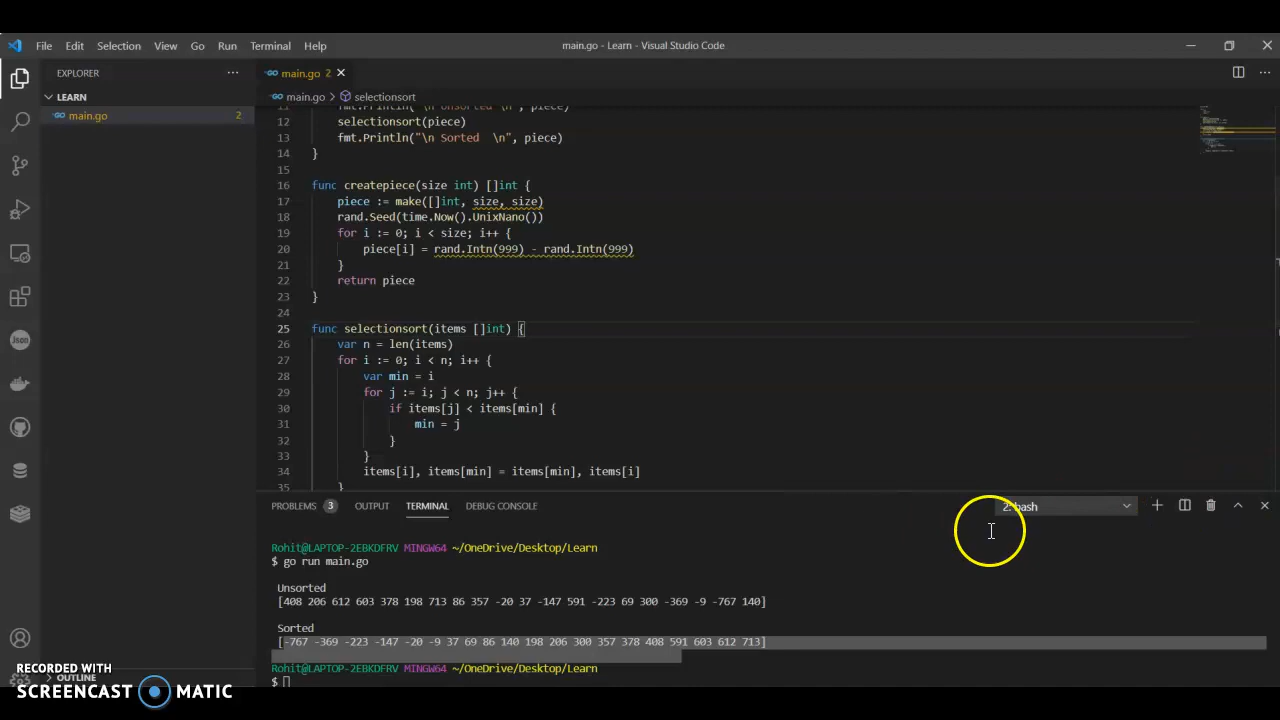 File Edit Selection View Go Run Terminal Help
main.go - Learn - Visual Studio Code
EXPLORER
main.go 2
LEARN
main.go > selectionsort
main.go 2
11 fmt.Println("\n Unsorted \n", piece)
12 selectionsort(piece)
13 fmt.Println("\n Sorted \n", piece)
14 }
15
16 func createpiece(size int) []int {
17 piece := make([]int, size, size)
18 rand.Seed(time.Now().UnixNano())
19 for i := 0; i < size; i++ {
20 piece[i] = rand.Intn(999) - rand.Intn(999)
21 }
22 return piece
23 }
24
25 func selectionsort(items []int) {
26 var n = len(items)
27 for i := 0; i < n; i++ {
28 var min = i
29 for j := i; j < n; j++ {
30 if items[j] < items[min] {
31 min = j
32 }
33 }
34 items[i], items[min] = items[min], items[i]
35 }
PROBLEMS 3 OUTPUT TERMINAL DEBUG CONSOLE
2: bash
Rohit@LAPTOP-2EBKDFRV MINGW64 ~/OneDrive/Desktop/Learn
$ go run main.go
Unsorted
[408 206 612 603 378 198 713 86 357 -20 37 -147 591 -223 69 300 -369 -9 -767 140]
Sorted
[-767 -369 -223 -147 -20 -9 37 69 86 140 198 206 300 357 378 408 591 603 612 713]
Rohit@LAPTOP-2EBKDFRV MINGW64 ~/OneDrive/Desktop/Learn
$
Json
OUTLINE
RECORDED WITH
SCREENCAST MATIC